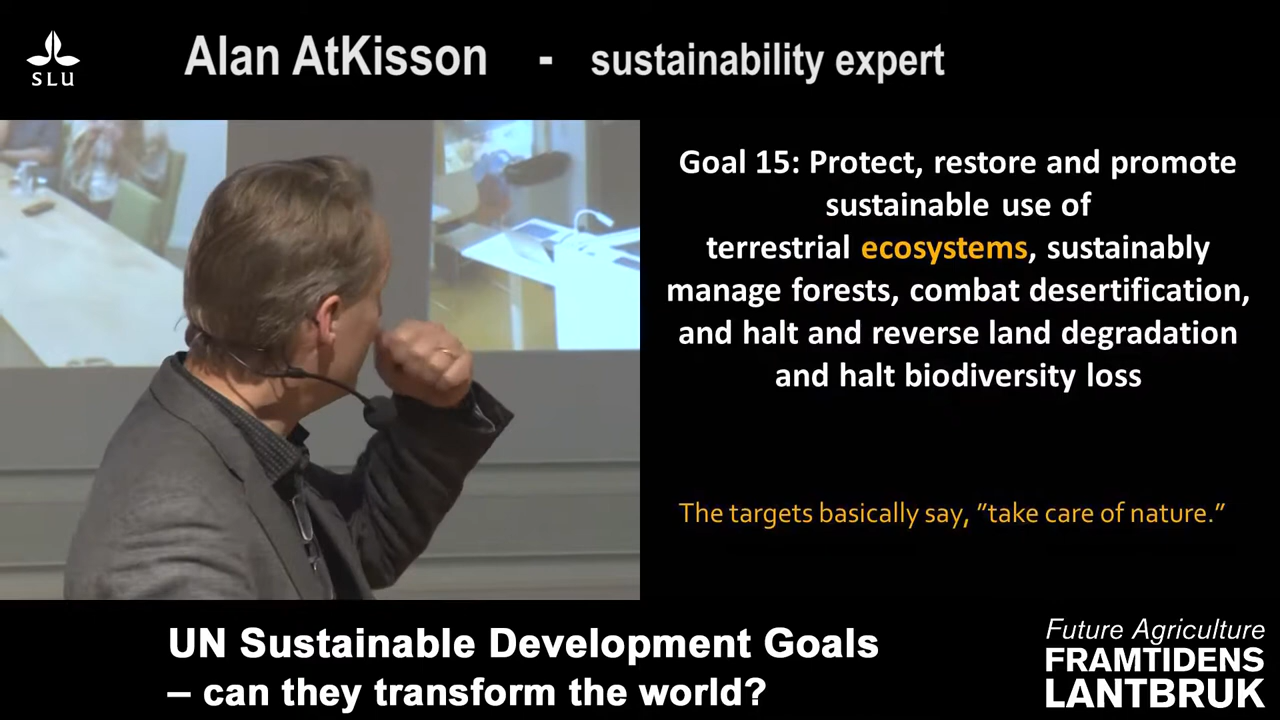 SLU
Alan AtKisson - sustainability expert
Goal 15: Protect, restore and promote
sustainable use of
terrestrial ecosystems, sustainably
manage forests, combat desertification,
and halt and reverse land degradation
and halt biodiversity loss
The targets basically say, ”take care of nature.”
UN Sustainable Development Goals
– can they transform the world?
Future Agriculture
FRAMTIDENS
LANTBRUK